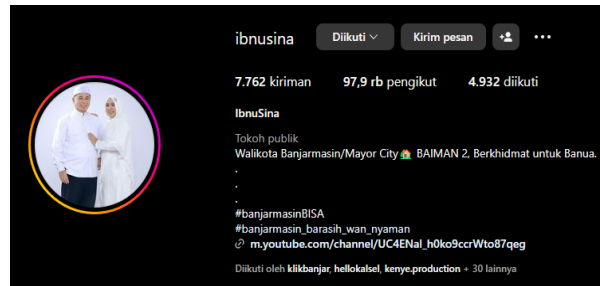 ibnusina Diikuti Kirim pesan
7.762 kiriman 97,9 rb pengikut 4.932 diikuti
IbnuSina
Tokoh publik
Walikota Banjarmasin/Mayor City🏠 BAIMAN 2, Berkhidmat untuk Banua.
.
.
.
#banjarmasinBISA
#banjarmasin_barasih_wan_nyaman
m.youtube.com/channel/UC4ENal_h0ko9ccrWto87qeg
Diikuti oleh klikbanjar, hellokalsel, kenye.production + 30 lainnya